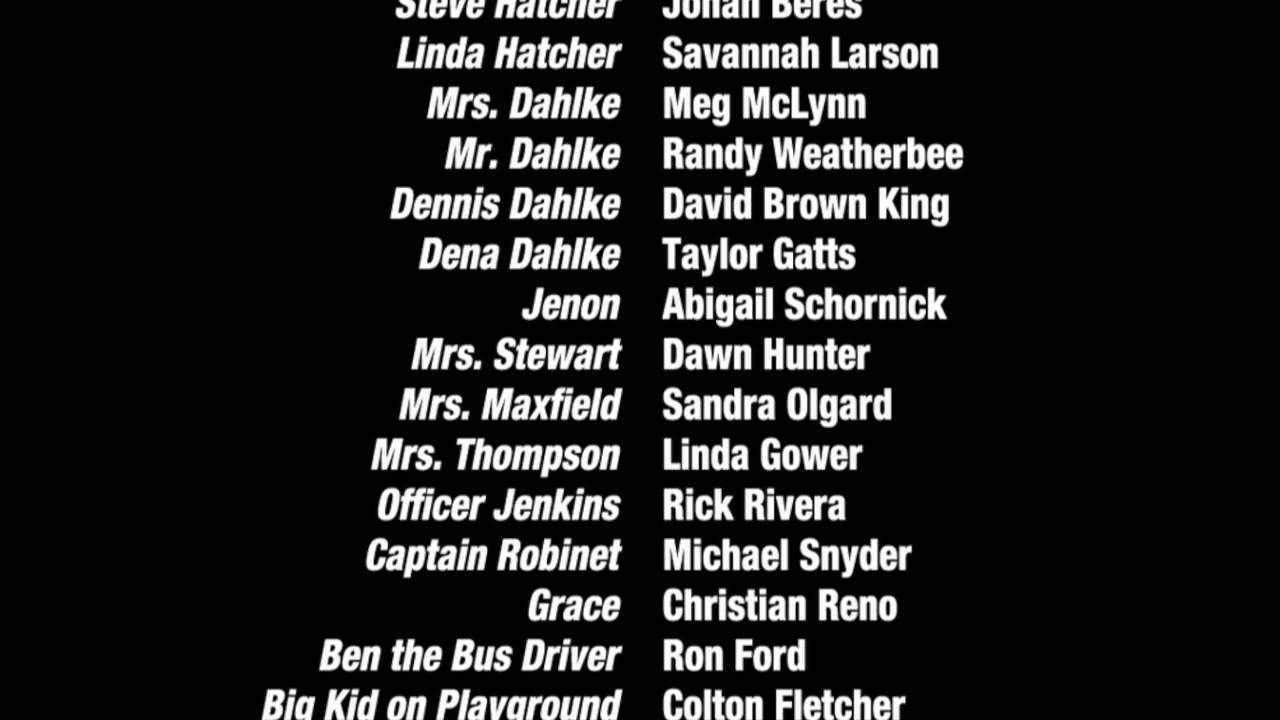 Steve Hatcher Jonah Beres
Linda Hatcher Savannah Larson
Mrs. Dahlke Meg McLynn
Mr. Dahlke Randy Weatherbee
Dennis Dahlke David Brown King
Dena Dahlke Taylor Gatts
Jenon Abigail Schornick
Mrs. Stewart Dawn Hunter
Mrs. Maxfield Sandra Olgard
Mrs. Thompson Linda Gower
Officer Jenkins Rick Rivera
Captain Robinet Michael Snyder
Grace Christian Reno
Ben the Bus Driver Ron Ford
Big Kid on Playground Colton Fletcher